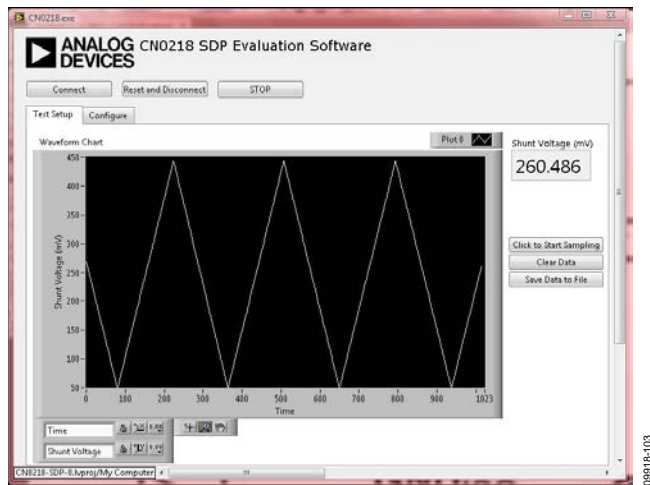 CN0218.exe
ANALOG DEVICES
CN0218 SDP Evaluation Software
Connect
Reset and Disconnect
STOP
Test Setup
Configure
Waveform Chart
Plot 0
Shunt Voltage (mV)
260.486
Click to Start Sampling
Clear Data
Save Data to File
Shunt Voltage (mV)
450
400
350
300
250
200
150
100
50
0
100
200
300
400
500
600
700
800
900
1023
Time
Time
Shunt Voltage
CN0218-SDP-0.lvproj/My Computer
09918-103